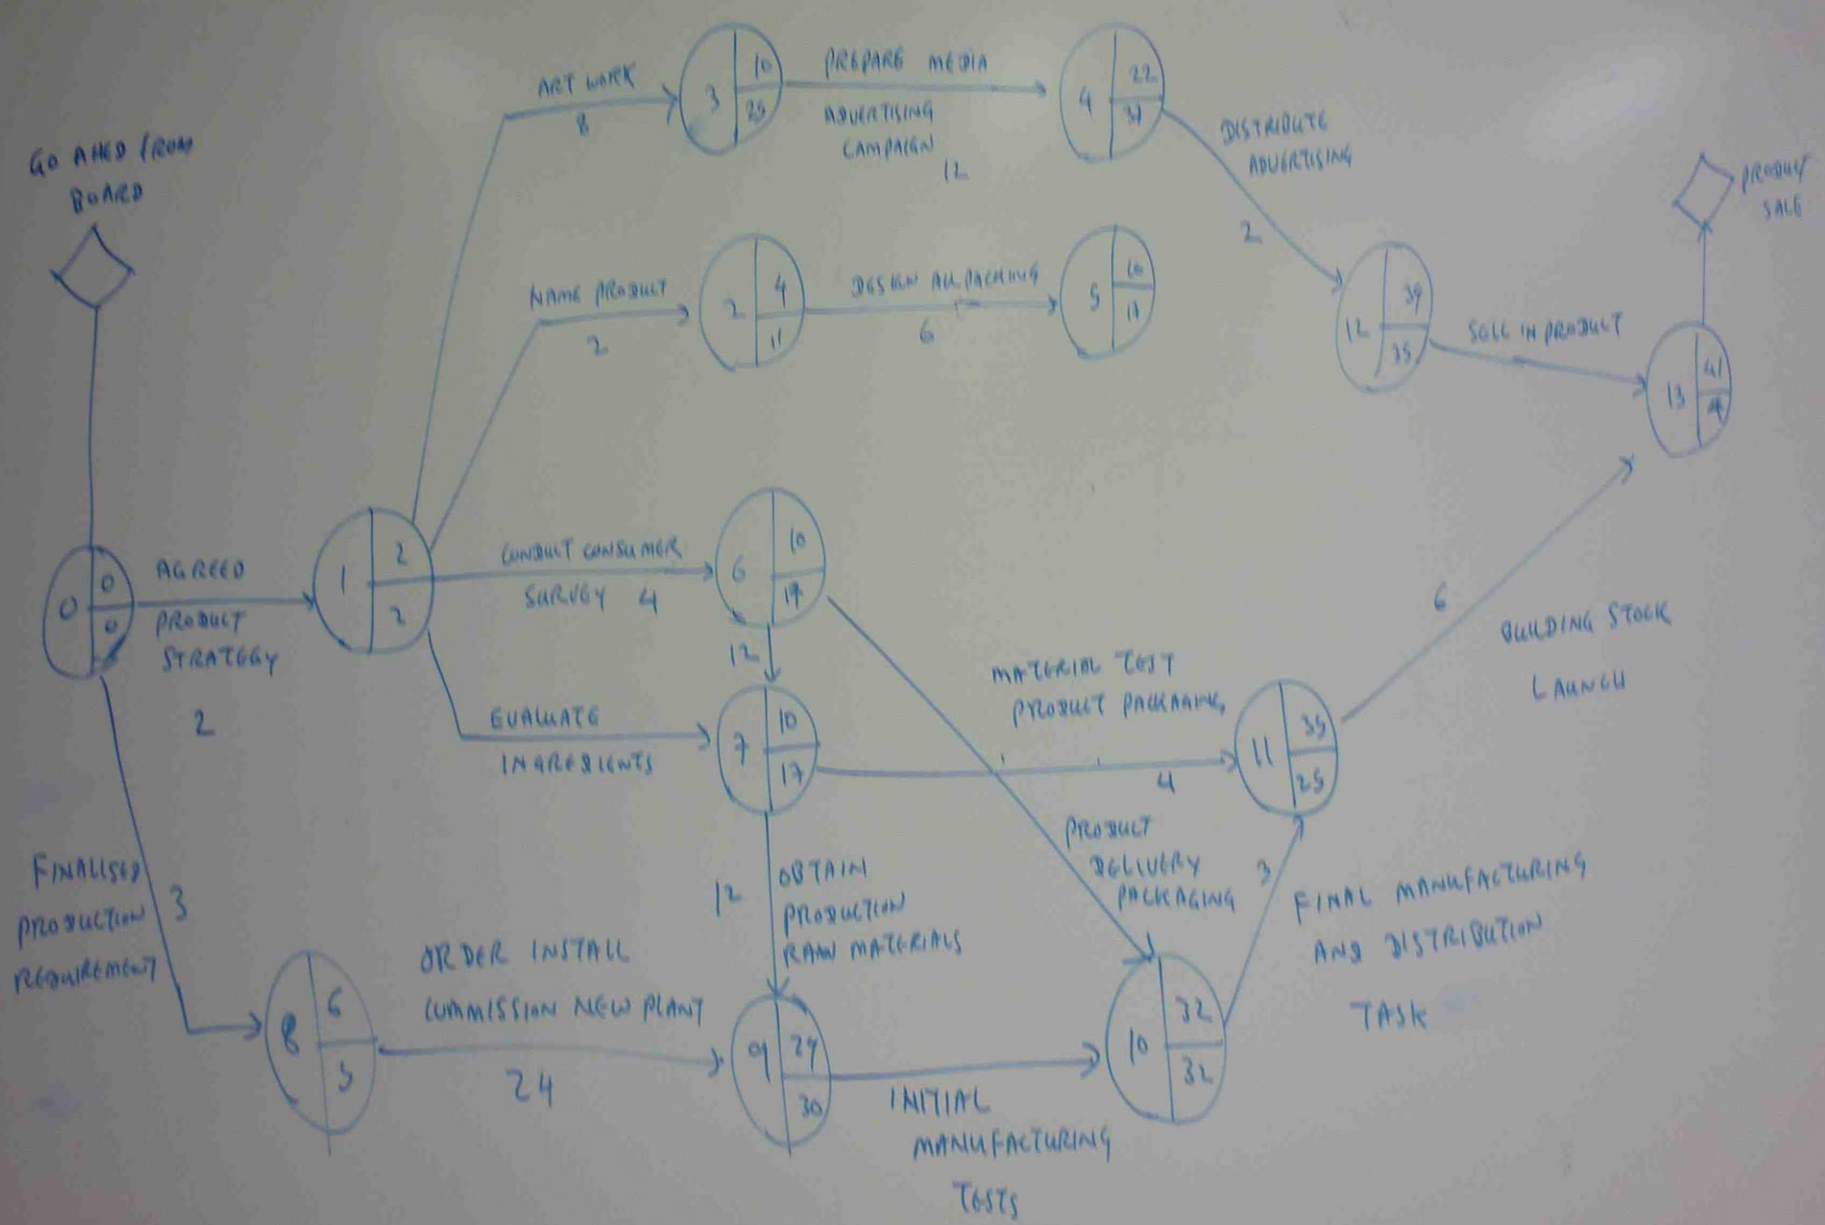 GO AHED FROM
BOARD
ART WORK
8
3
10
25
PREPARE MEDIA
ADVERTISING
CAMPAIGN
12
4
22
37
DISTRIBUTE
ADVERTISING
2
PRODUCT
SALE
NAME PRODUCT
2
2
4
11
DESIGN ALL PACKING
6
5
10
17
12
39
35
SELL IN PRODUCT
13
41
0
0
0
AGREED
PRODUCT
STRATEGY
2
1
2
2
CONDUCT CONSUMER
SURVEY 4
6
10
17
12
EVALUATE
INGREDIENTS
7
10
17
MATERIAL TEST
PRODUCT PACKAGING
4
11
35
25
6
BUILDING STOCK
LAUNCH
FINALISED
PRODUCTION
REQUIREMENT
3
12
OBTAIN
PRODUCTION
RAW MATERIALS
PRODUCT
DELIVERY
PACKAGING
3
FINAL MANUFACTURING
AND DISTRIBUTION
TASK
8
6
5
ORDER INSTALL
COMMISSION NEW PLANT
24
9
29
30
INITIAL
MANUFACTURING
TESTS
10
32
32